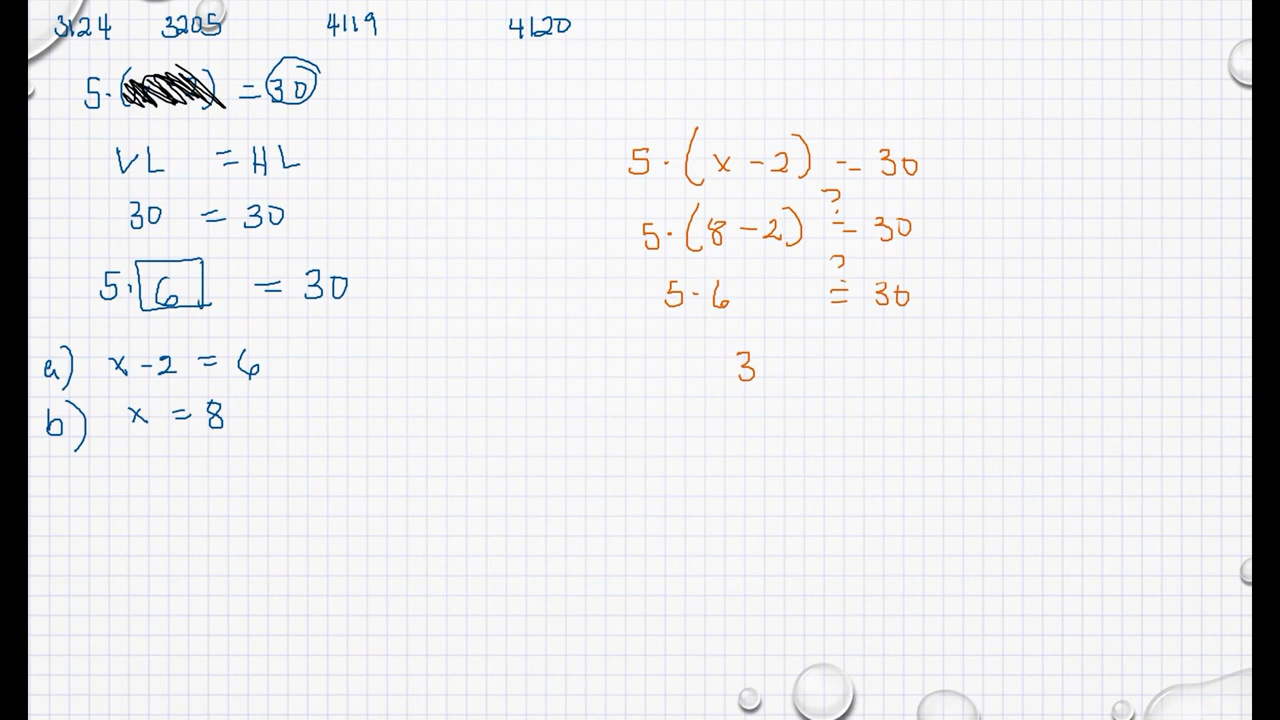 3124 3205 4119 4120
5 · ( ) = 30
VL = HL
30 = 30
5 · 6 = 30
a) x - 2 = 6
b) x = 8
5 · (x - 2) = 30
5 · (8 - 2) ?= 30
5 · 6 ?= 30
3